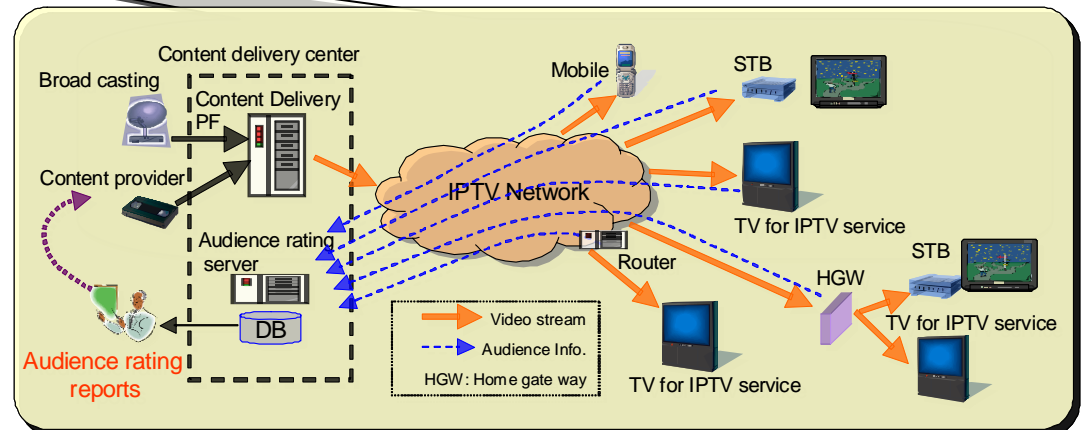 Content delivery center
Broad casting
Content Delivery
PF
Content provider
Audience rating
server
DB
Audience rating
reports
IPTV Network
Mobile
STB
TV for IPTV service
Router
HGW
STB
TV for IPTV service
TV for IPTV service
Video stream
Audience Info.
HGW: Home gate way